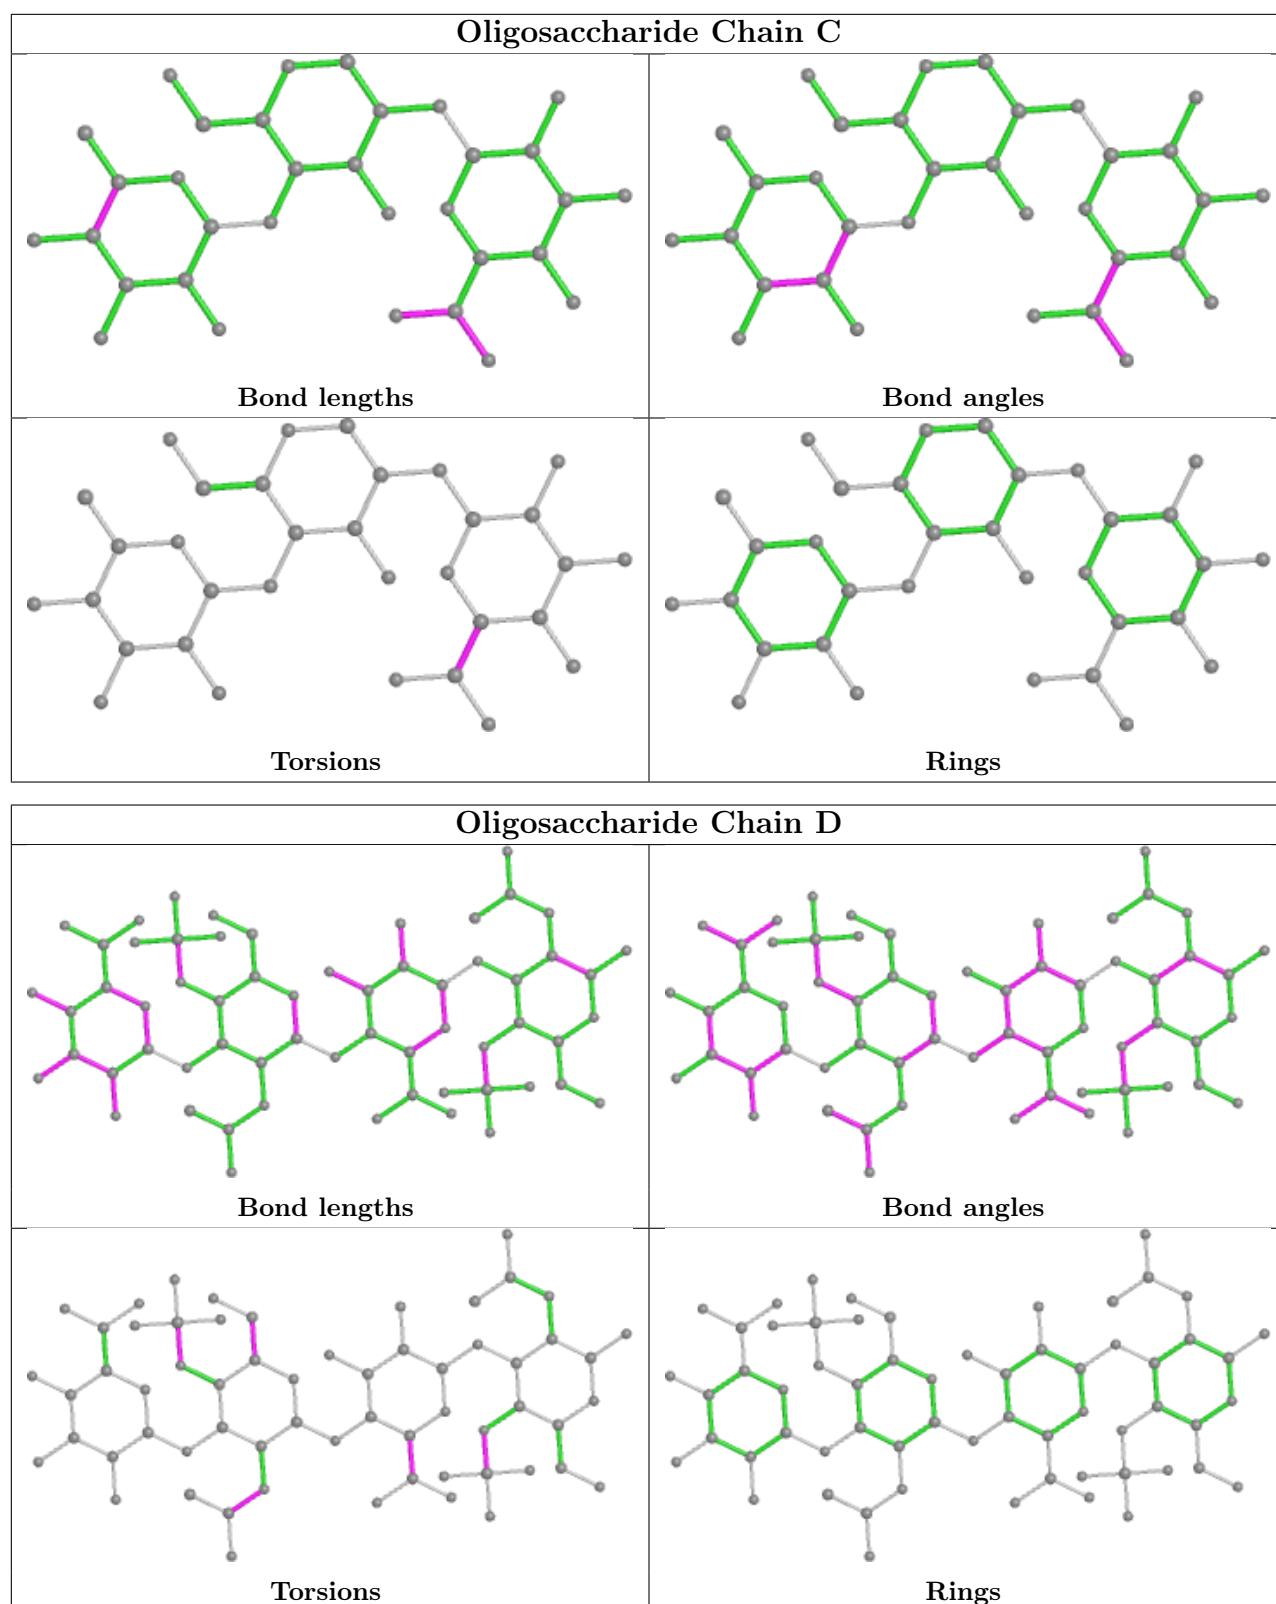 Oligosaccharide Chain C
Bond lengths
Bond angles
Torsions
Rings
Oligosaccharide Chain D
Bond lengths
Bond angles
Torsions
Rings